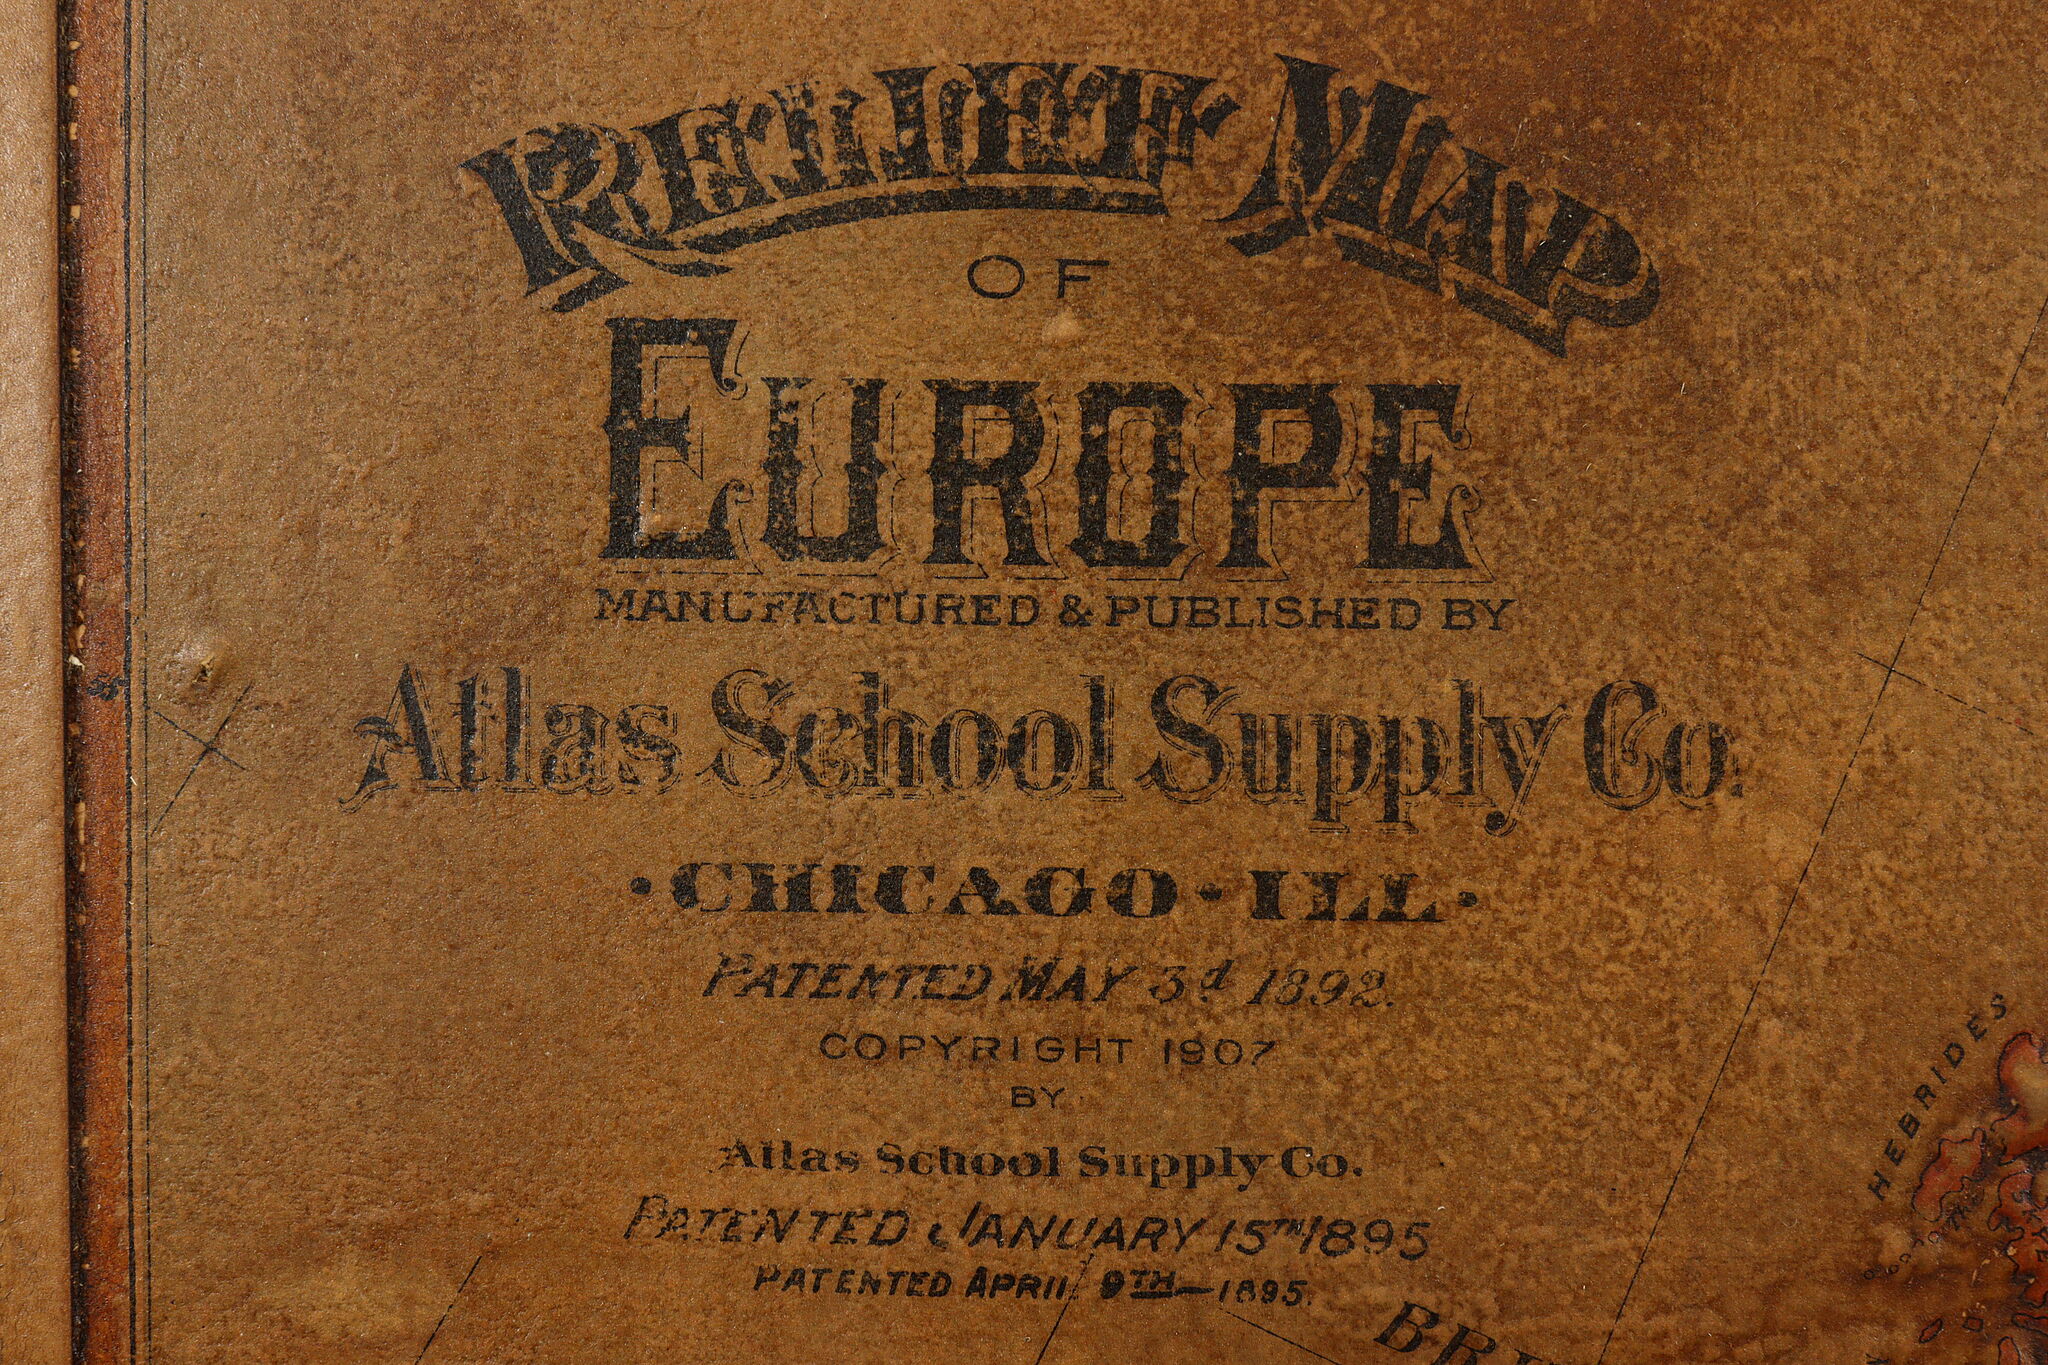 RELIEF MAP
OF
EUROPE
MANUFACTURED & PUBLISHED BY
Atlas School Supply Co.
·CHICAGO·ILL·
PATENTED MAY 3d 1892.
COPYRIGHT 1907
BY
Atlas School Supply Co.
PATENTED JANUARY 15TH 1895
PATENTED APRIL 9TH—1895.
HEBRIDES